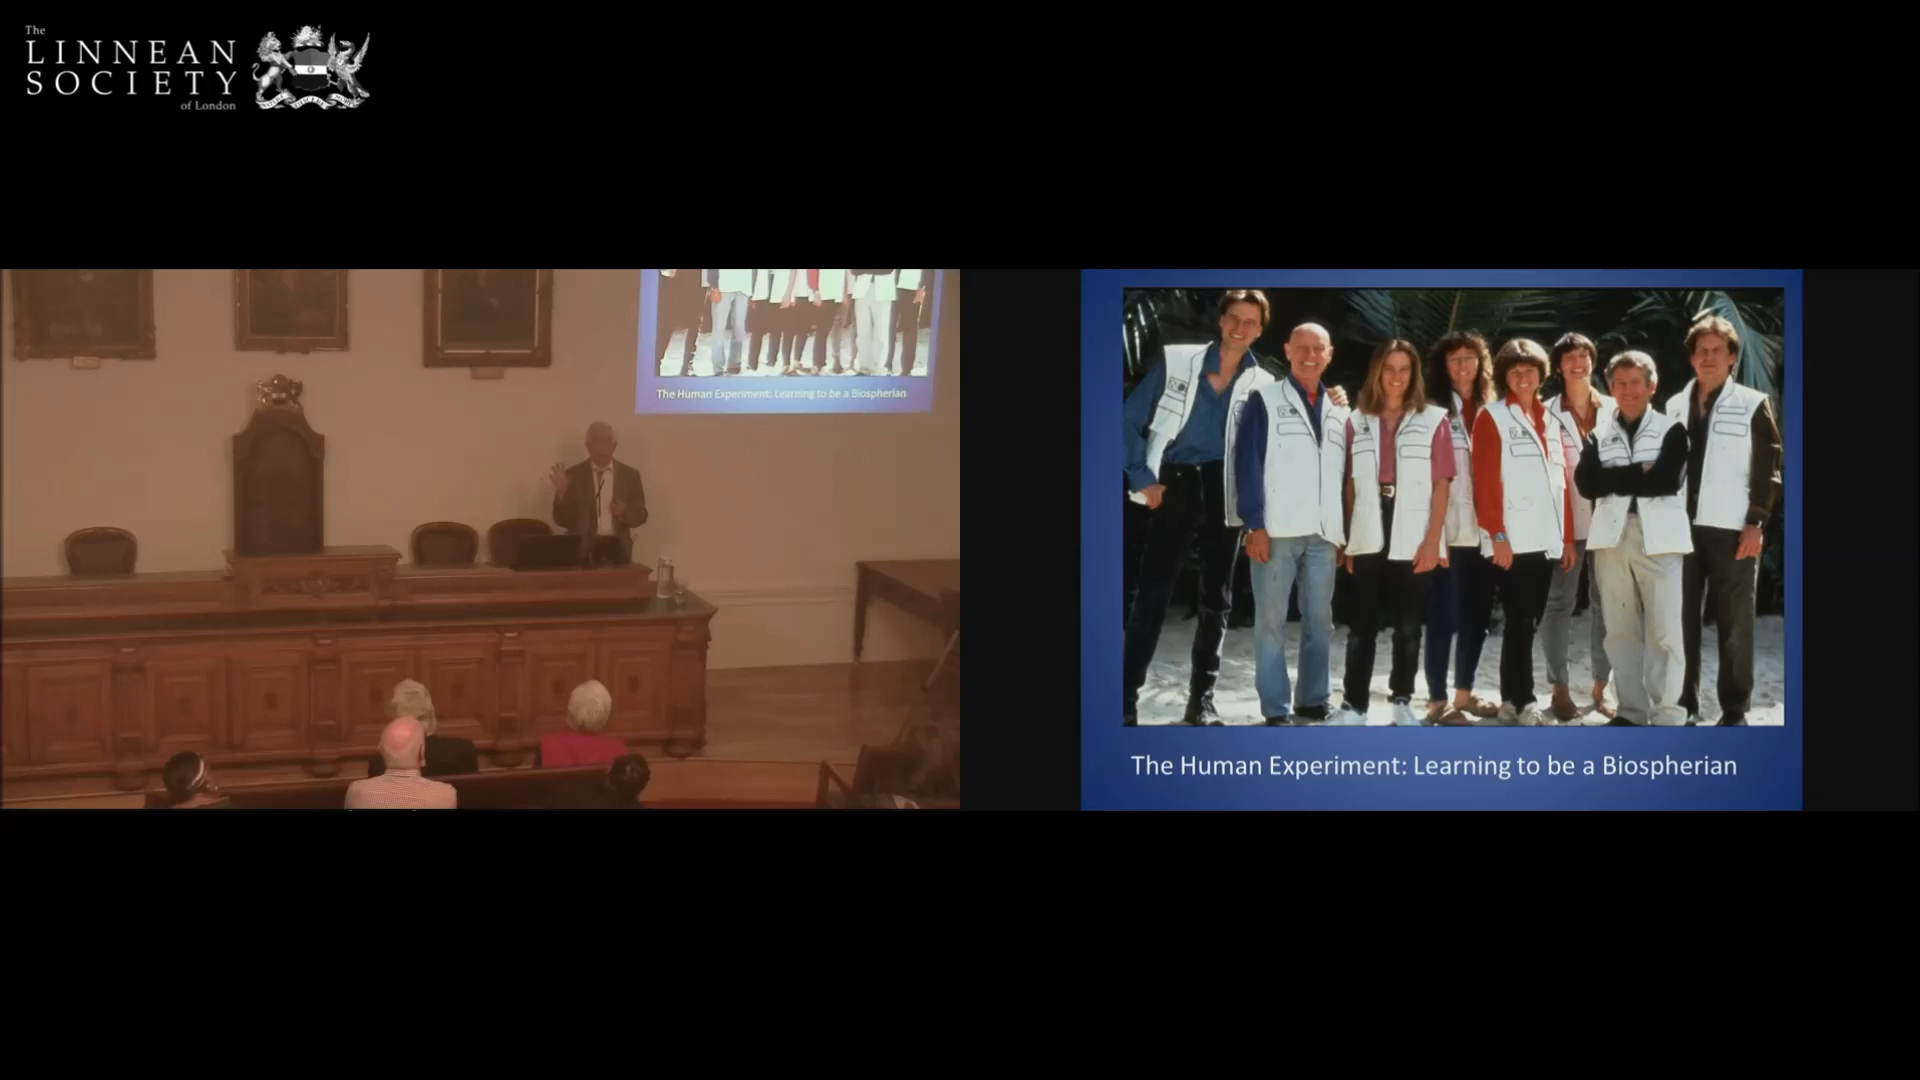 The
LINNEAN
SOCIETY
of London
The Human Experiment: Learning to be a Biospherian
The Human Experiment: Learning to be a Biospherian